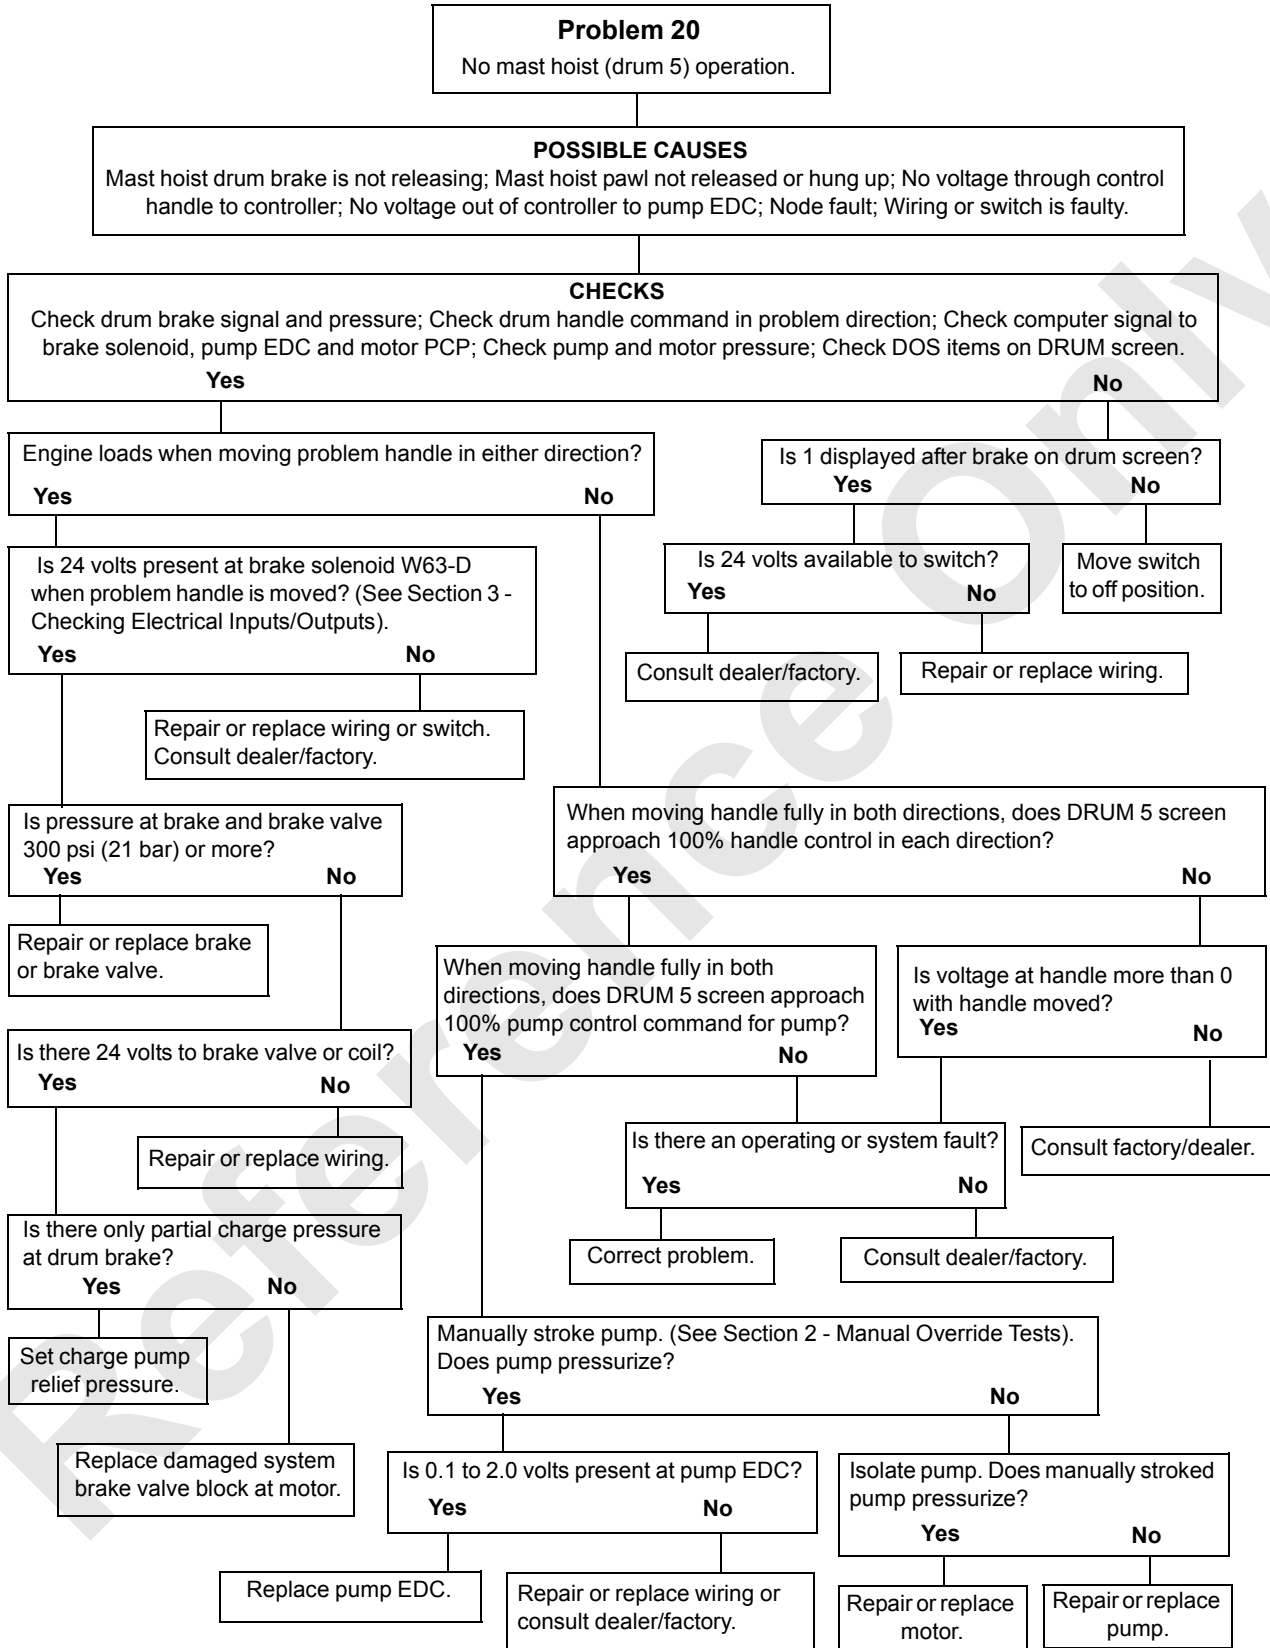 Problem 20
No mast hoist (drum 5) operation.
POSSIBLE CAUSES
Mast hoist drum brake is not releasing; Mast hoist pawl not released or hung up; No voltage through control
handle to controller; No voltage out of controller to pump EDC; Node fault; Wiring or switch is faulty.
CHECKS
Check drum brake signal and pressure; Check drum handle command in problem direction; Check computer signal to
brake solenoid, pump EDC and motor PCP; Check pump and motor pressure; Check DOS items on DRUM screen.
Yes
No
Engine loads when moving problem handle in either direction?
Yes
No
Is 1 displayed after brake on drum screen?
Yes
No
Is 24 volts present at brake solenoid W63-D
when problem handle is moved? (See Section 3 -
Checking Electrical Inputs/Outputs).
Yes
No
Is 24 volts available to switch?
Yes
No
Move switch
to off position.
Consult dealer/factory.
Repair or replace wiring.
Repair or replace wiring or switch.
Consult dealer/factory.
Is pressure at brake and brake valve
300 psi (21 bar) or more?
Yes
No
When moving handle fully in both directions, does DRUM 5 screen
approach 100% handle control in each direction?
Yes
No
Repair or replace brake
or brake valve.
When moving handle fully in both
directions, does DRUM 5 screen approach
100% pump control command for pump?
Yes
No
Is voltage at handle more than 0
with handle moved?
Yes
No
Is there 24 volts to brake valve or coil?
Yes
No
Repair or replace wiring.
Is there an operating or system fault?
Yes
No
Consult factory/dealer.
Is there only partial charge pressure
at drum brake?
Yes
No
Correct problem.
Consult dealer/factory.
Set charge pump
relief pressure.
Manually stroke pump. (See Section 2 - Manual Override Tests).
Does pump pressurize?
Yes
No
Replace damaged system
brake valve block at motor.
Is 0.1 to 2.0 volts present at pump EDC?
Yes
No
Isolate pump. Does manually stroked
pump pressurize?
Yes
No
Replace pump EDC.
Repair or replace wiring or
consult dealer/factory.
Repair or replace
motor.
Repair or replace
pump.
Reference Only